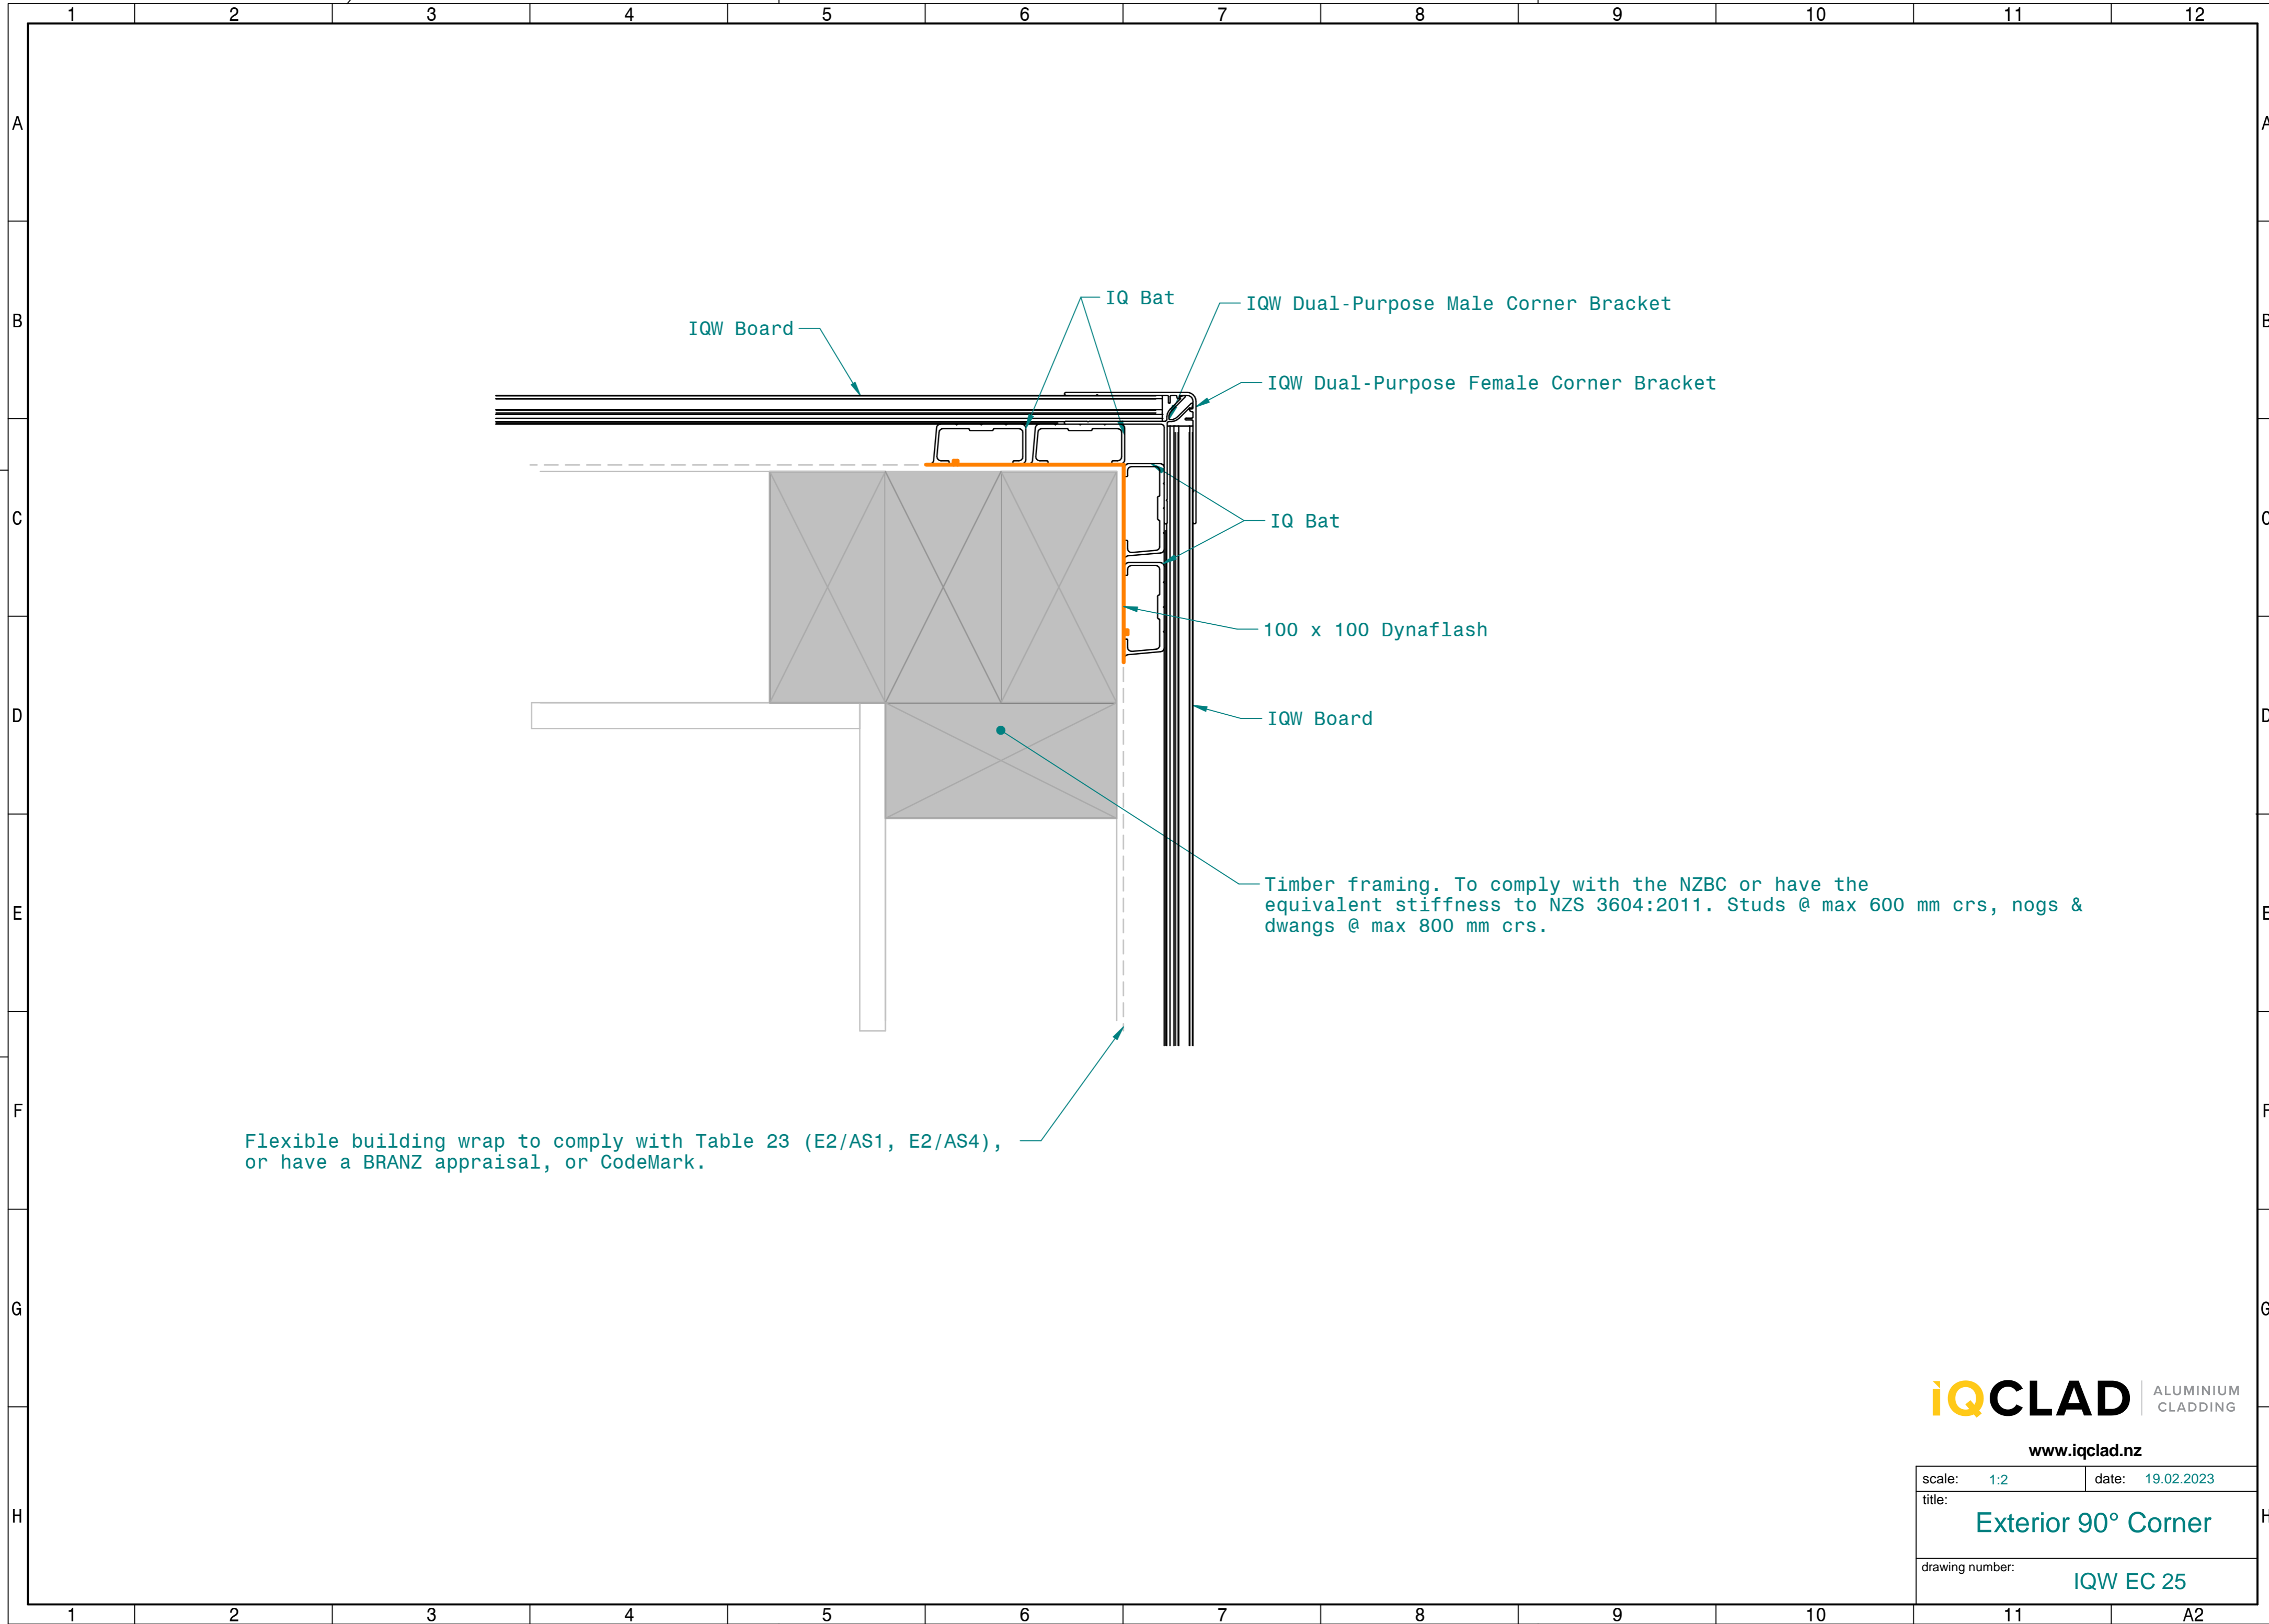 1 2 3 4 5 6 7 8 9 10 11 12
A A
B B
C C
D D
E E
F F
G G
H H
IQ Bat
IQW Dual-Purpose Male Corner Bracket
IQW Board
IQW Dual-Purpose Female Corner Bracket
IQ Bat
100 x 100 Dynaflash
IQW Board
Timber framing. To comply with the NZBC or have the
equivalent stiffness to NZS 3604:2011. Studs @ max 600 mm crs, nogs &
dwangs @ max 800 mm crs.
Flexible building wrap to comply with Table 23 (E2/AS1, E2/AS4),
or have a BRANZ appraisal, or CodeMark.
iQCLAD ALUMINIUM
CLADDING
www.iqclad.nz
scale: 1:2 date: 19.02.2023
title:
Exterior 90° Corner
drawing number:
IQW EC 25
1 2 3 4 5 6 7 8 9 10 11 A2